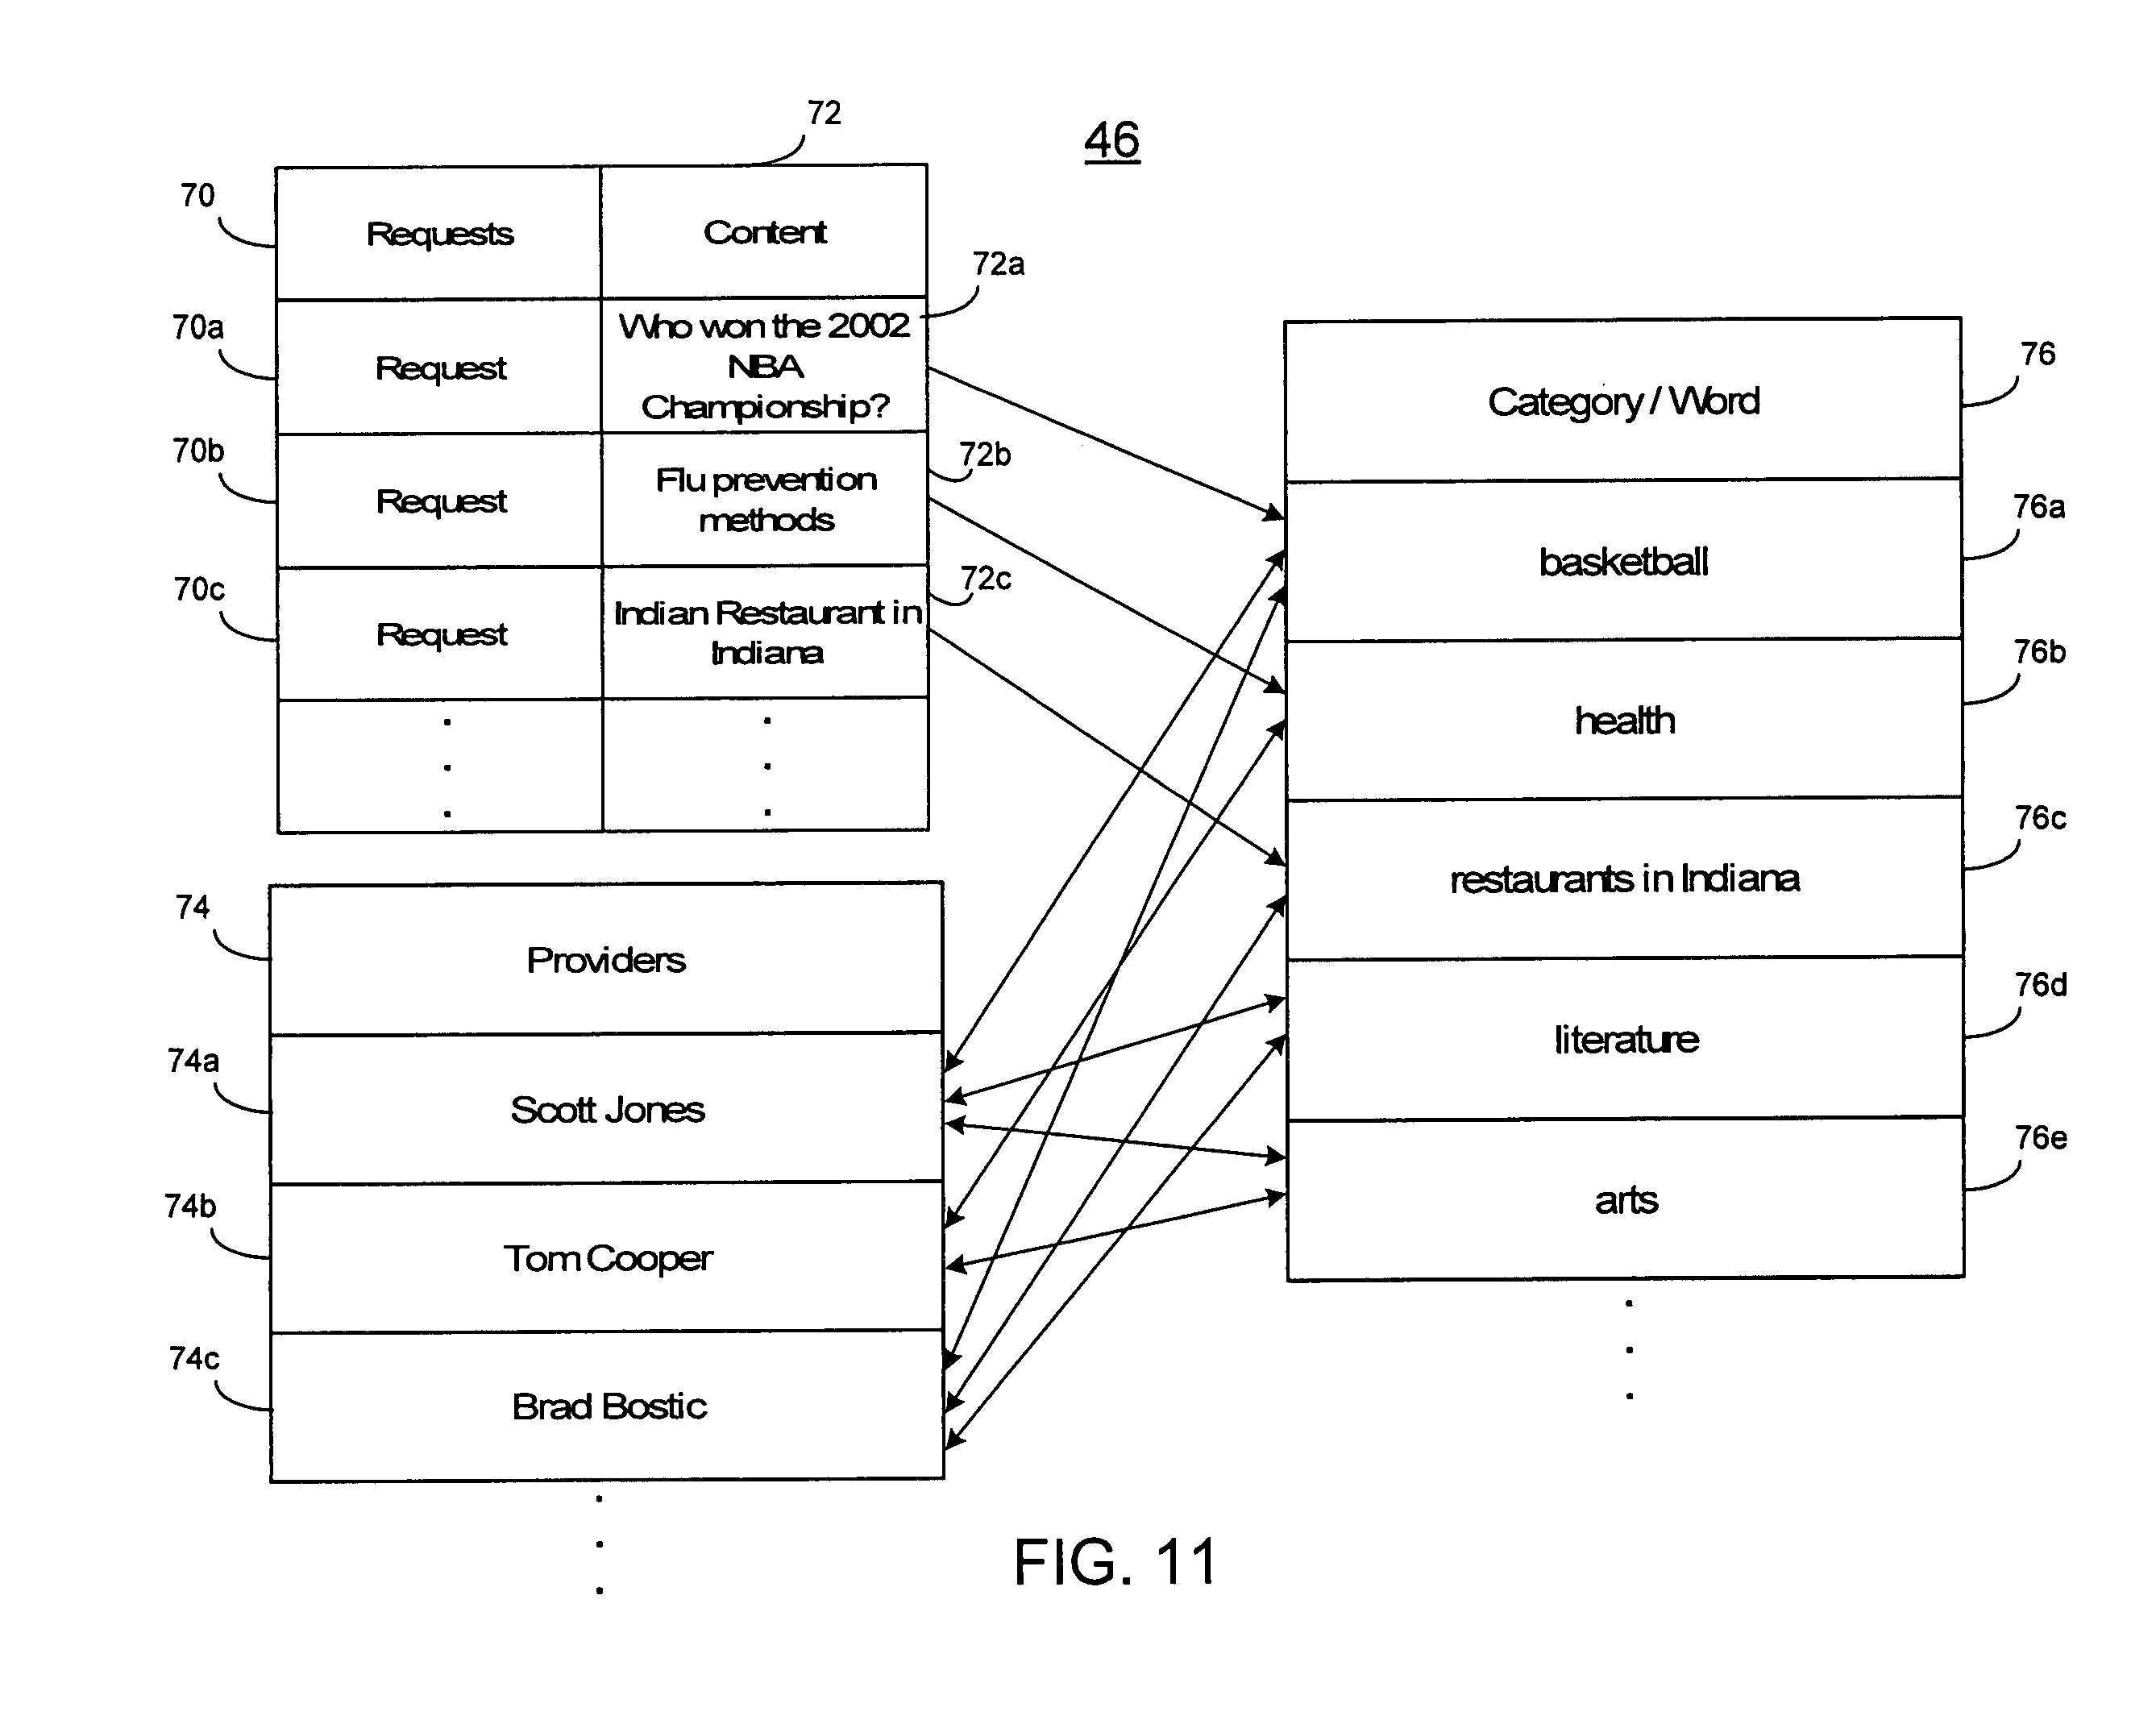 72
46
70
Requests
Content
72a
70a
Request
Who won the 2002
NBA
Championship?
70b
Request
Flu prevention
methods
72b
70c
Request
Indian Restaurant in
Indiana
72c
74
Providers
74a
Scott Jones
74b
Tom Cooper
74c
Brad Bostic
76
Category / Word
76a
basketball
76b
health
76c
restaurants in Indiana
76d
literature
76e
arts
FIG. 11